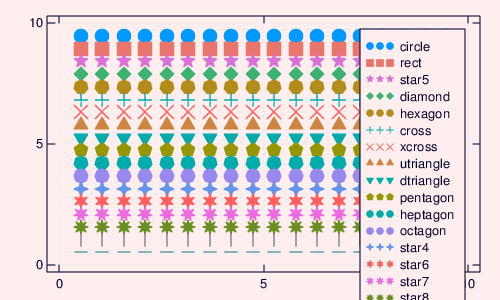 10
5
0
0
5
0
circle
rect
star5
diamond
hexagon
cross
xcross
utriangle
dtriangle
pentagon
heptagon
octagon
star4
star6
star7
star8